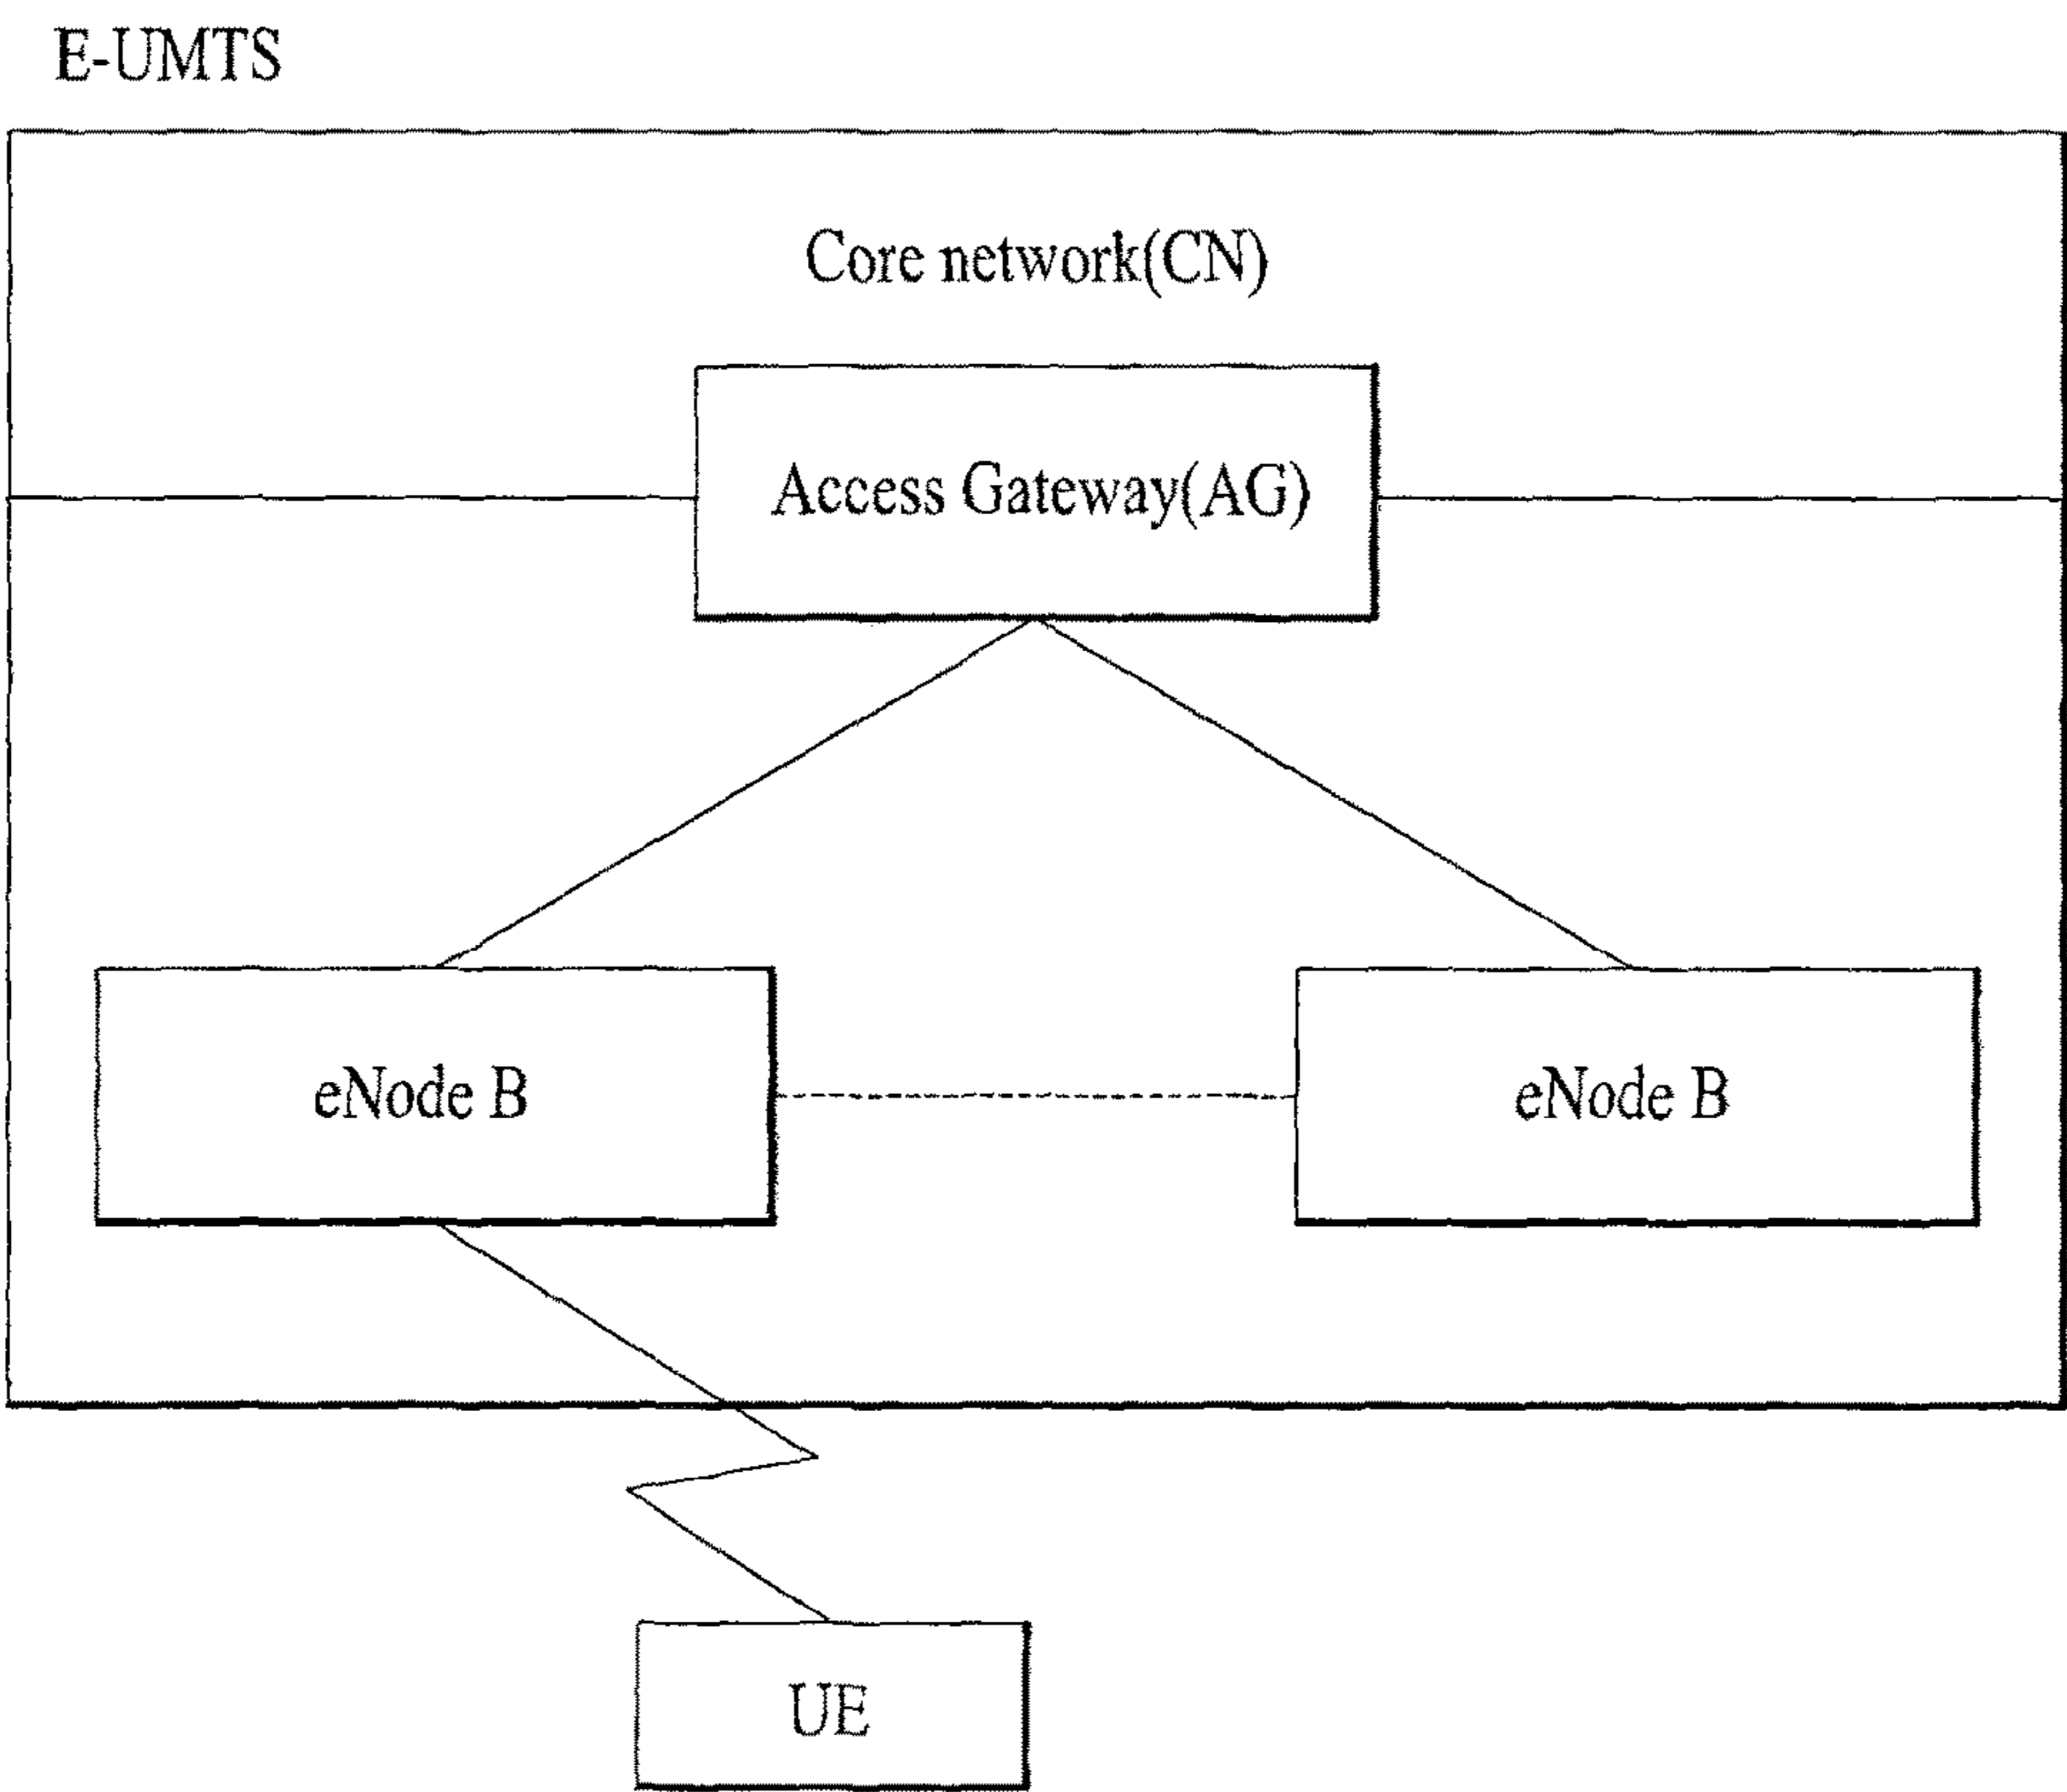 E-UMTS
Core network(CN)
Access Gateway(AG)
eNode B
eNode B
UE